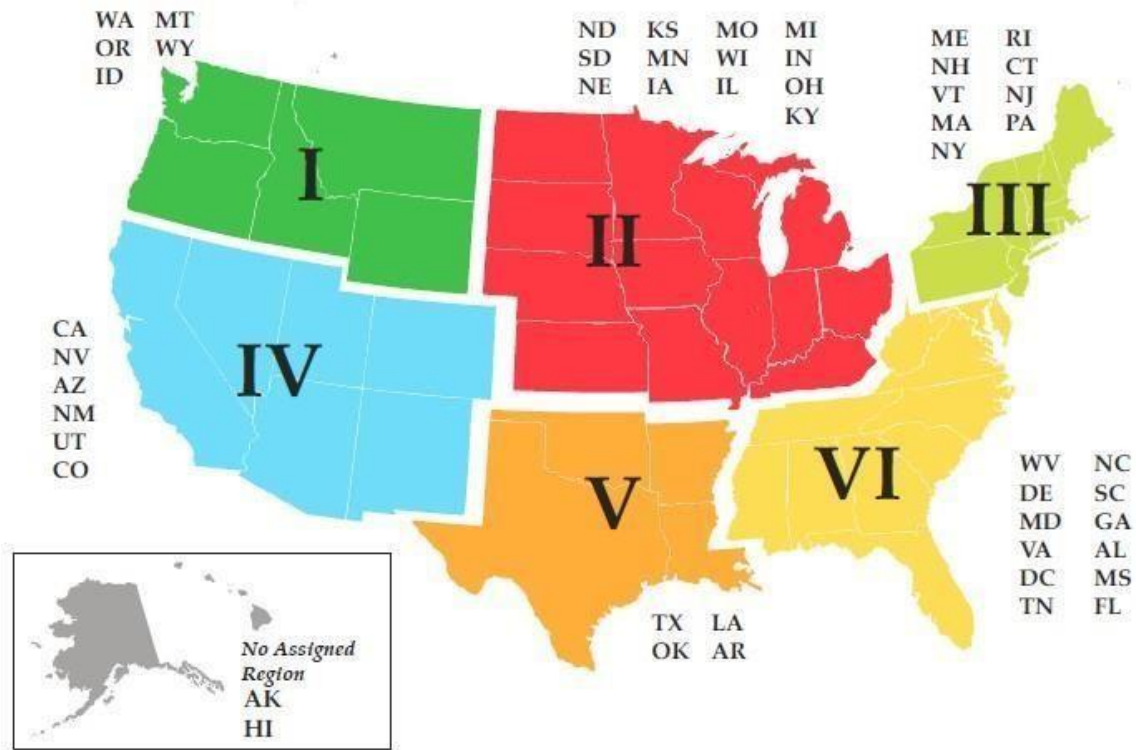 WA MT
OR WY
ID
ND KS MO MI
SD MN WI IN
NE IA IL OH
KY
ME RI
NH CT
VT NJ
MA PA
NY
I
II
III
IV
V
VI
CA
NV
AZ
NM
UT
CO
WV NC
DE SC
MD GA
VA AL
DC MS
TN FL
TX LA
OK AR
No Assigned
Region
AK
HI